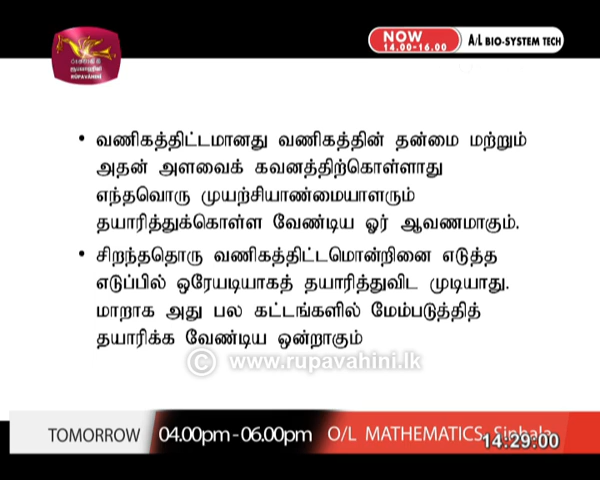 NOW
14.00-16.00
A/L BIO-SYSTEM TECH
RUPAVAHINI
• வணிகத்திட்டமானது வணிகத்தின் தன்மை மற்றும்
அதன் அளவைக் கவனத்திற்கொள்ளாது
எந்தவொரு முயற்சியாண்மையாளரும்
தயாரித்துக்கொள்ள வேண்டிய ஓர் ஆவணமாகும்.
• சிறந்ததொரு வணிகத்திட்டமொன்றினை எடுத்த
எடுப்பில் ஒரேயடியாகத் தயாரித்துவிட முடியாது.
மாறாக அது பல கட்டங்களில் மேம்படுத்தித்
தயாரிக்க வேண்டிய ஒன்றாகும்
© www.rupavahini.lk
TOMORROW 04.00pm - 06.00pm O/L MATHEMATICS Sinhala
14:29:00